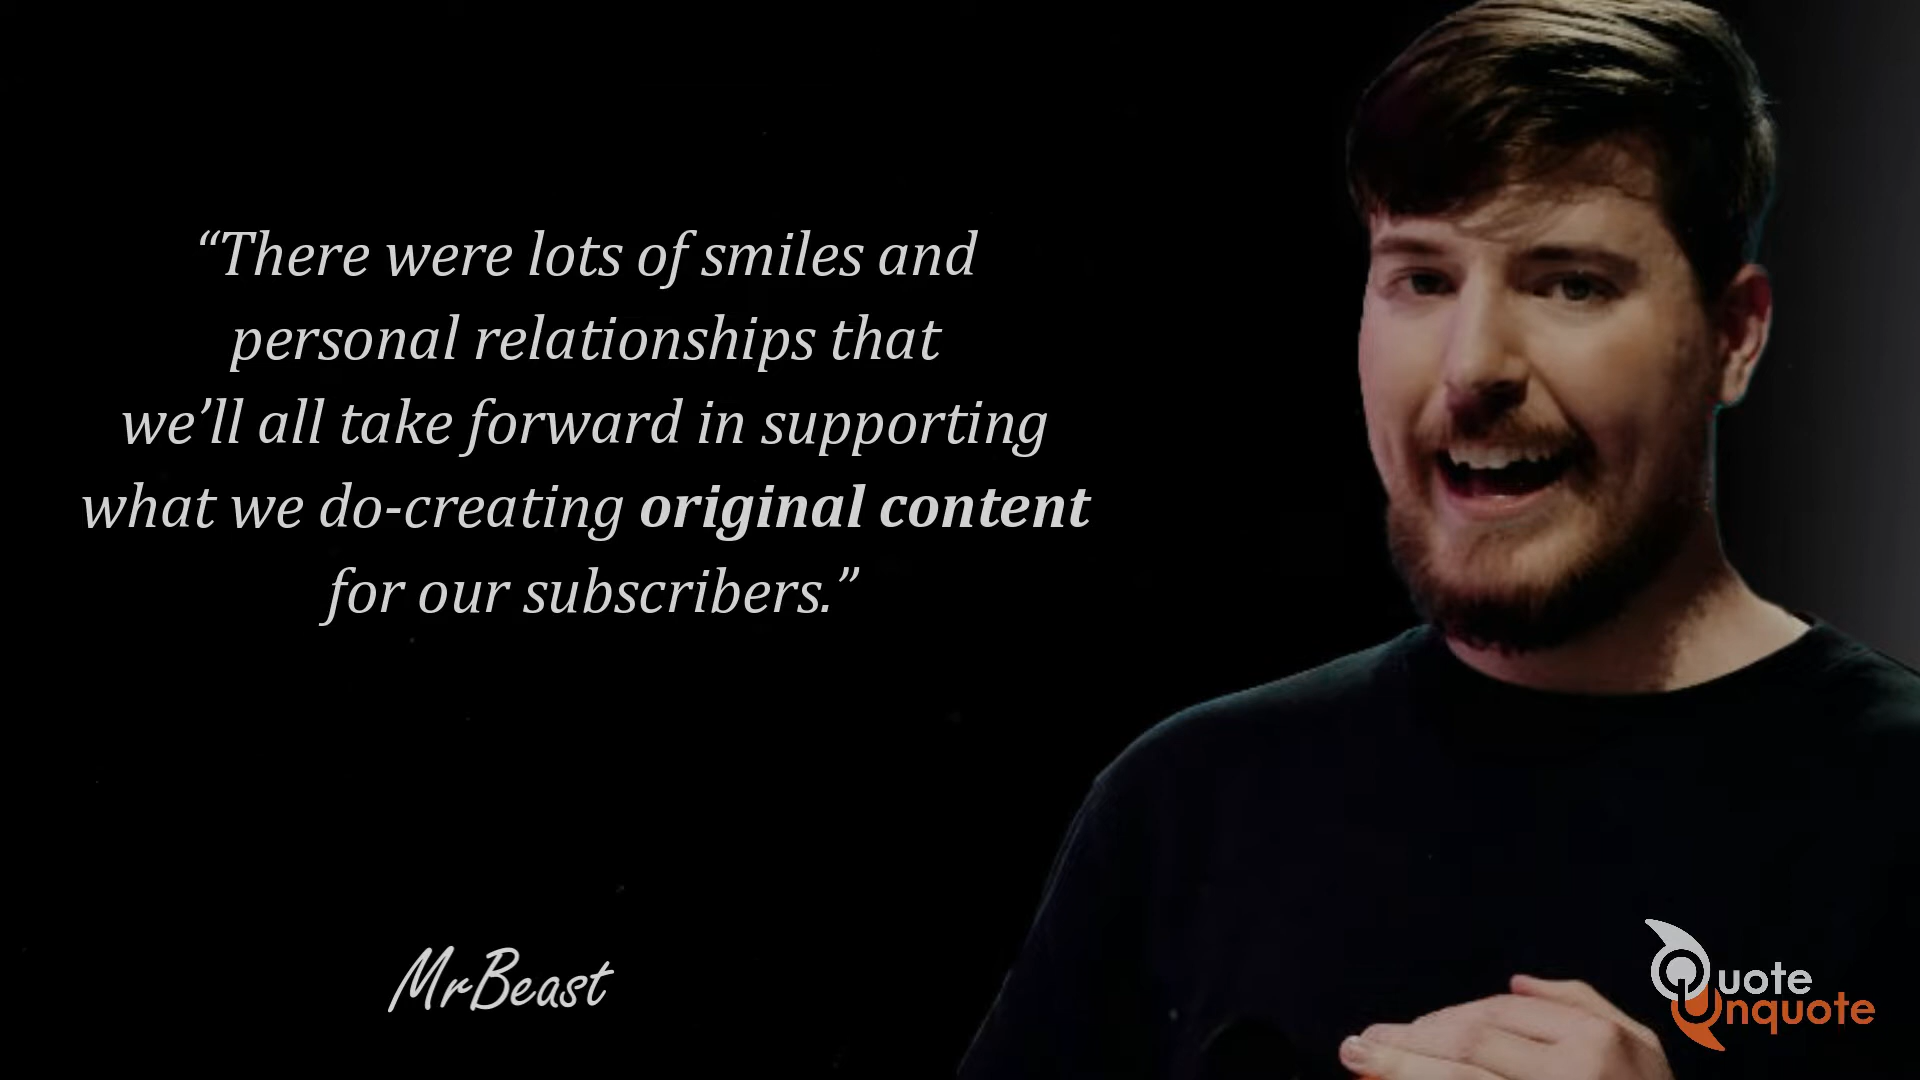 “There were lots of smiles and
personal relationships that
we’ll all take forward in supporting
what we do-creating original content
for our subscribers.”
MrBeast
Quote
Unquote